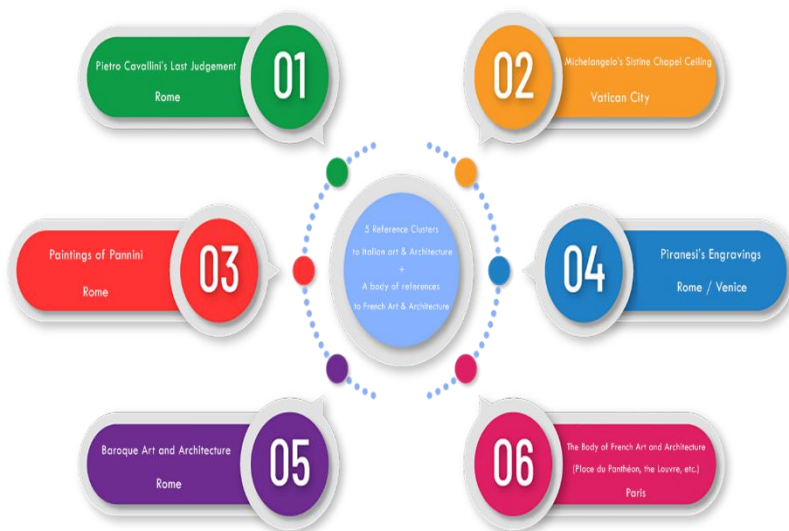 Pietro Cavallini's Last Judgement
Rome
01
02
Michelangelo's Sistine Chapel Ceiling
Vatican City
Paintings of Pannini
Rome
03
5 Reference Clusters
to Italian art & Architecture
+
A body of references
to French Art & Architecture
04
Piranesi's Engravings
Rome / Venice
Baroque Art and Architecture
Rome
05
06
The Body of French Art and Architecture
(Place du Panthéon, the Louvre, etc.)
Paris